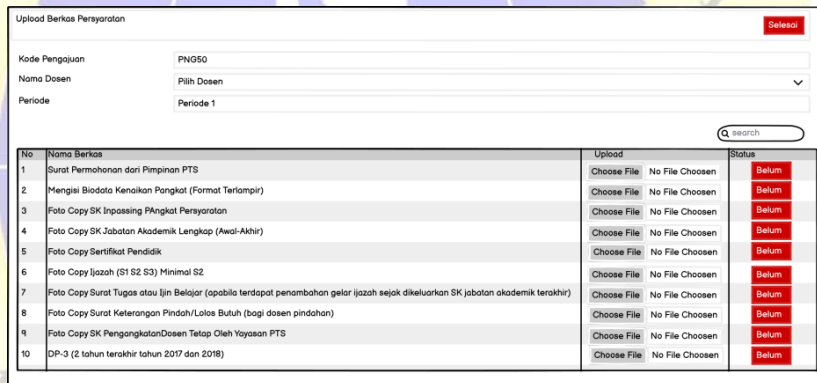 Upload Berkas Persyaratan
Selesai
Kode Pengajuan PNG50
Nama Dosen Pilih Dosen
Periode Periode 1
search
No Nama Berkas Upload Status
1 Surat Permohonan dari Pimpinan PTS Choose File No File Choosen Belum
2 Mengisi Biodata Kenaikan Pangkat (Format Terlampir) Choose File No File Choosen Belum
3 Foto Copy SK Inpassing PAngkat Persyaratan Choose File No File Choosen Belum
4 Foto Copy SK Jabatan Akademik Lengkap (Awal-Akhir) Choose File No File Choosen Belum
5 Foto Copy Sertifikat Pendidik Choose File No File Choosen Belum
6 Foto Copy Ijazah (S1 S2 S3) Minimal S2 Choose File No File Choosen Belum
7 Foto Copy Surat Tugas atau Ijin Belajar (apabila terdapat penambahan gelar ijazah sejak dikeluarkan SK jabatan akademik terakhir) Choose File No File Choosen Belum
8 Foto Copy Surat Keterangan Pindah/Lolos Butuh (bagi dosen pindahan) Choose File No File Choosen Belum
9 Foto Copy SK PengangkatanDosen Tetap Oleh Yayasan PTS Choose File No File Choosen Belum
10 DP-3 (2 tahun terakhir tahun 2017 dan 2018) Choose File No File Choosen Belum